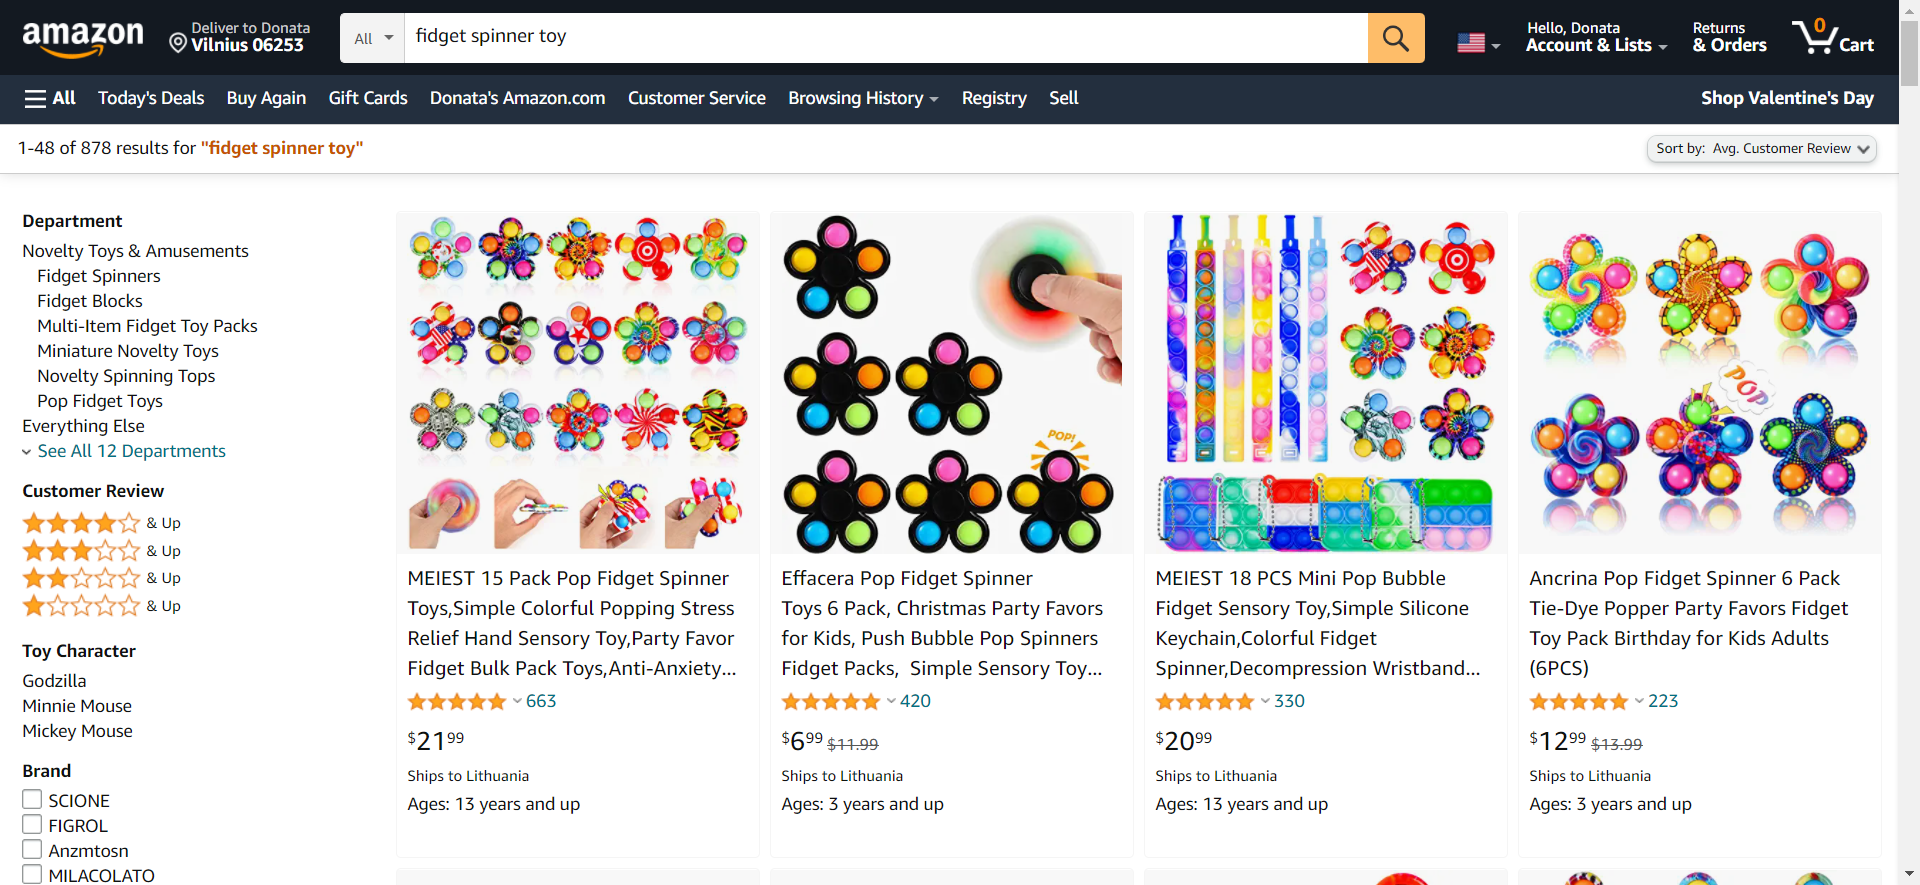 amazon
Deliver to Donata
Vilnius 06253
All
fidget spinner toy
Hello, Donata
Account & Lists
Returns
& Orders
0
Cart
All
Today's Deals
Buy Again
Gift Cards
Donata's Amazon.com
Customer Service
Browsing History
Registry
Sell
Shop Valentine's Day
1-48 of 878 results for "fidget spinner toy"
Sort by: Avg. Customer Review
Department
Novelty Toys & Amusements
Fidget Spinners
Fidget Blocks
Multi-Item Fidget Toy Packs
Miniature Novelty Toys
Novelty Spinning Tops
Pop Fidget Toys
Everything Else
See All 12 Departments
Customer Review
& Up
& Up
& Up
& Up
Toy Character
Godzilla
Minnie Mouse
Mickey Mouse
Brand
SCIONE
FIGROL
Anzmtosn
MILACOLATO
MEIEST 15 Pack Pop Fidget Spinner
Toys,Simple Colorful Popping Stress
Relief Hand Sensory Toy,Party Favor
Fidget Bulk Pack Toys,Anti-Anxiety...
663
$21 99
Ships to Lithuania
Ages: 13 years and up
POP!
Effacera Pop Fidget Spinner
Toys 6 Pack, Christmas Party Favors
for Kids, Push Bubble Pop Spinners
Fidget Packs, Simple Sensory Toy...
420
$6 99 $11.99
Ships to Lithuania
Ages: 3 years and up
MEIEST 18 PCS Mini Pop Bubble
Fidget Sensory Toy,Simple Silicone
Keychain,Colorful Fidget
Spinner,Decompression Wristband...
330
$20 99
Ships to Lithuania
Ages: 13 years and up
POP
Ancrina Pop Fidget Spinner 6 Pack
Tie-Dye Popper Party Favors Fidget
Toy Pack Birthday for Kids Adults
(6PCS)
223
$12 99 $13.99
Ships to Lithuania
Ages: 3 years and up